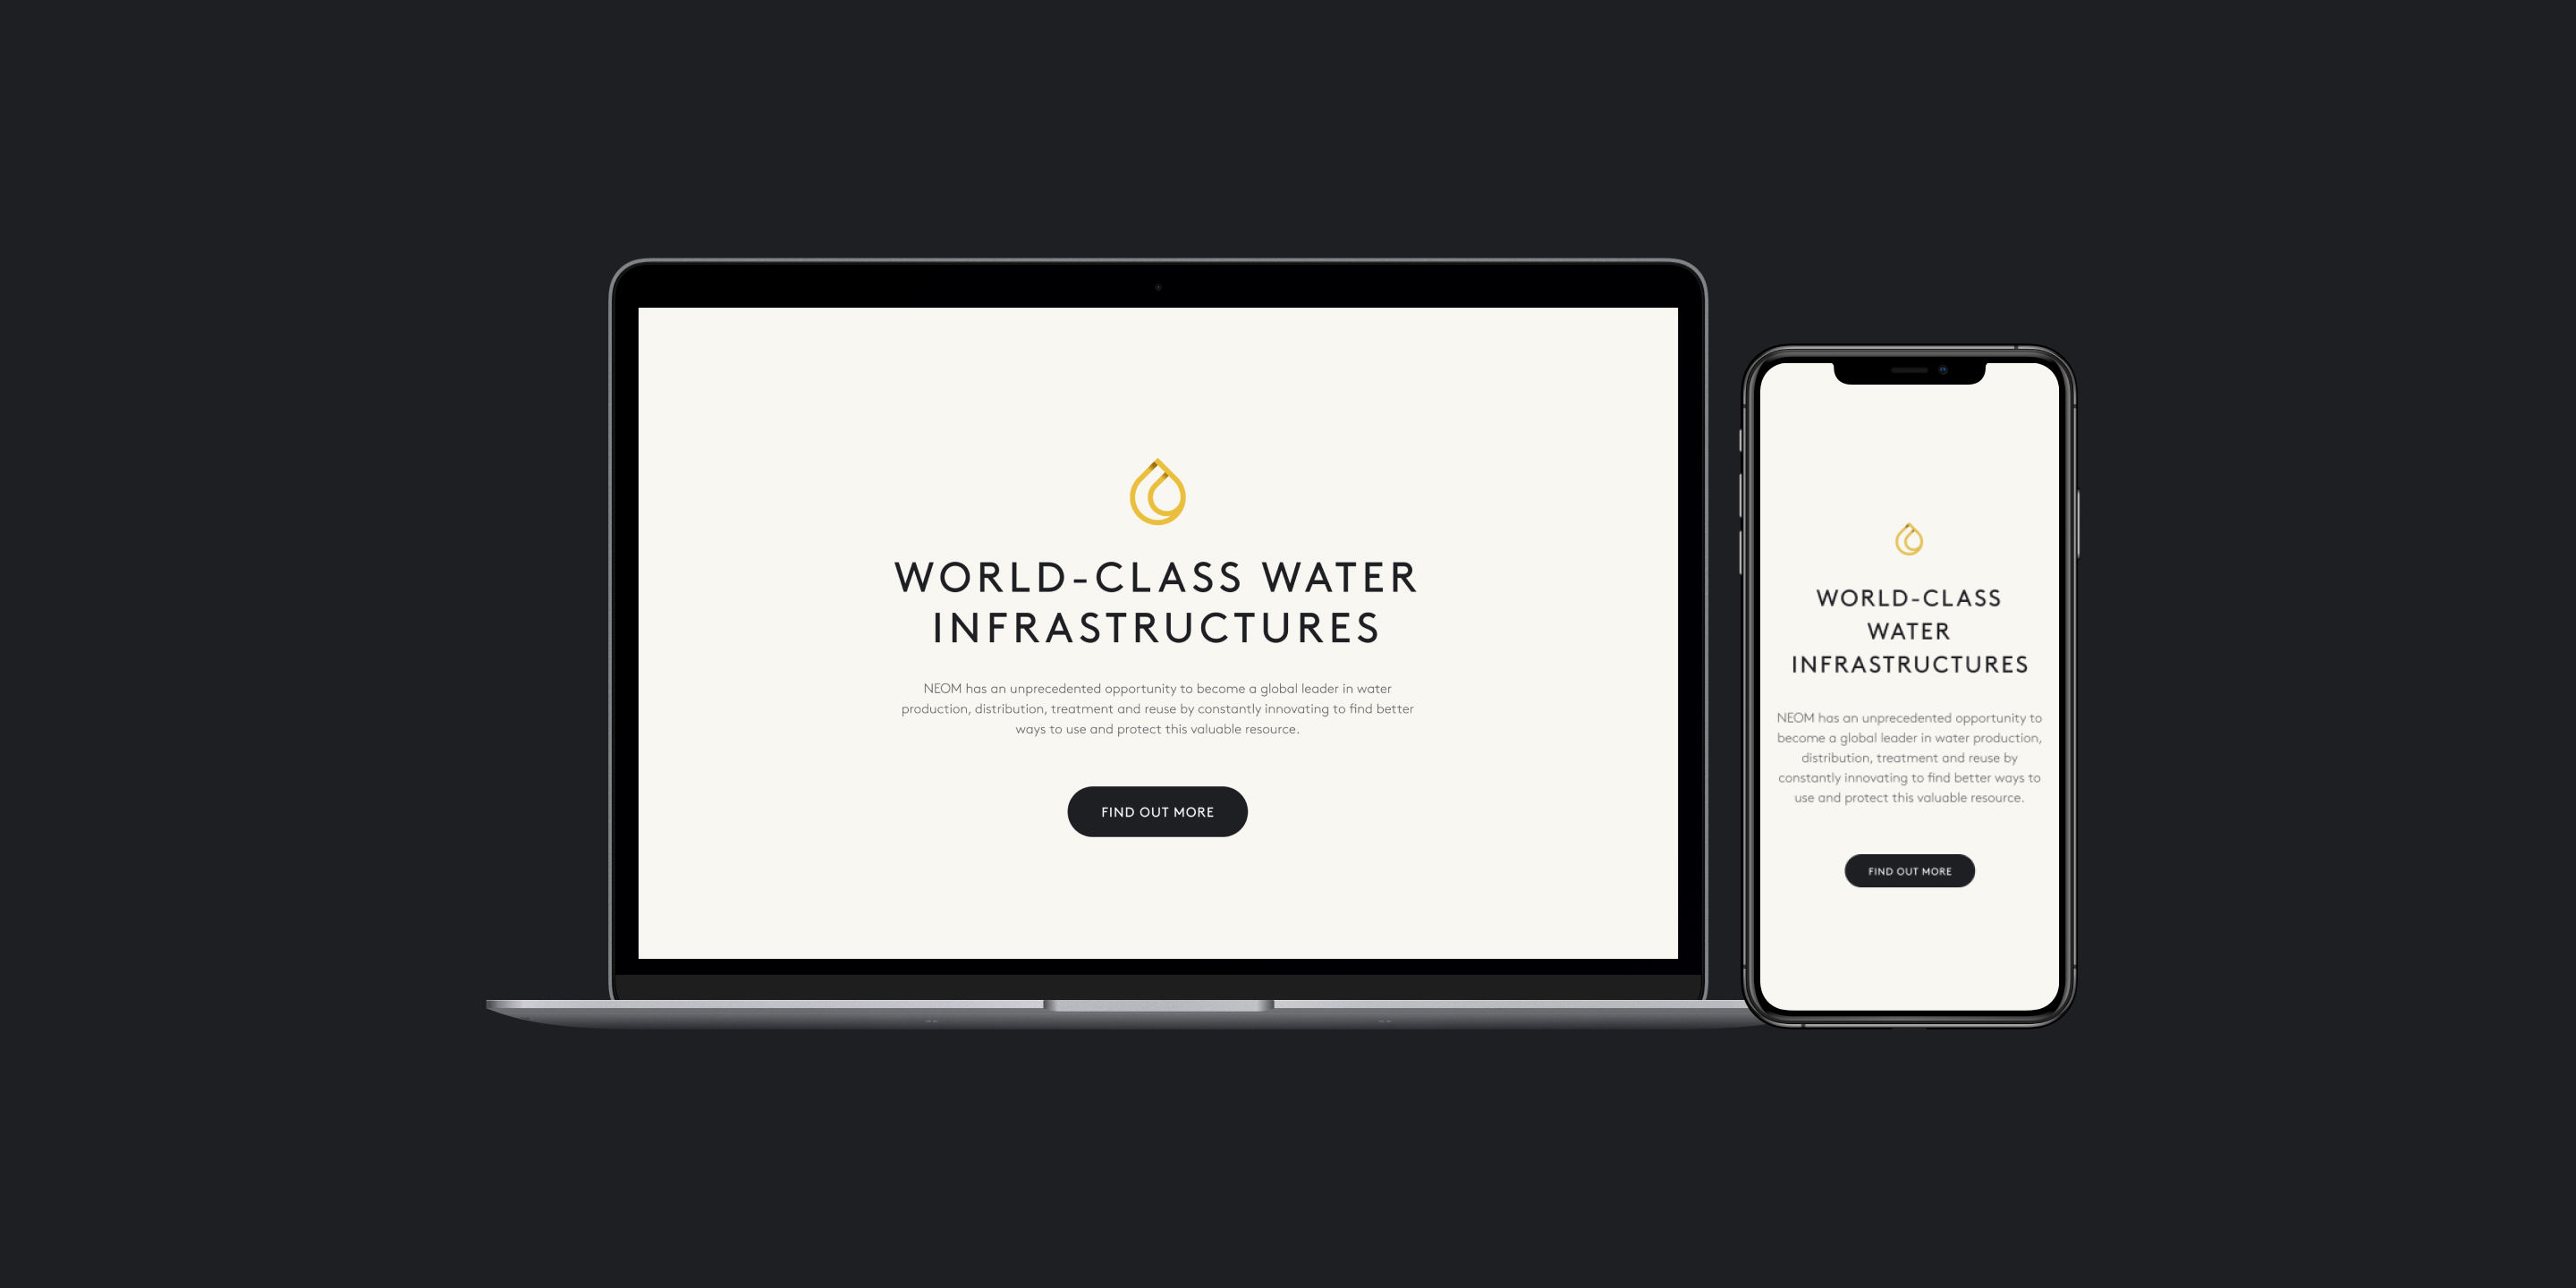 WORLD-CLASS WATER
INFRASTRUCTURES
NEOM has an unprecedented opportunity to become a global leader in water
production, distribution, treatment and reuse by constantly innovating to find better
ways to use and protect this valuable resource.
FIND OUT MORE
WORLD-CLASS
WATER
INFRASTRUCTURES
NEOM has an unprecedented opportunity to
become a global leader in water production,
distribution, treatment and reuse by
constantly innovating to find better ways to
use and protect this valuable resource.
FIND OUT MORE